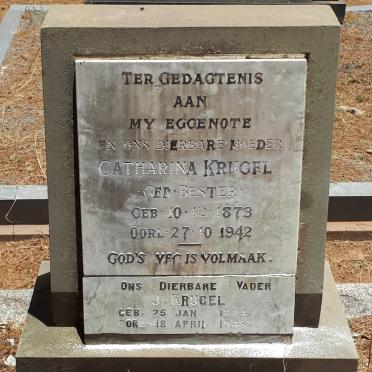 TER GEDAGTENIS
AAN
MY EGGENOTE
EN ONS DIERBARE MOEDER
CATHARINA KRUGEL
GEB. BESTER
GEB. 10·12·1873
OORL. 27·10·1942
GOD'S WEG IS VOLMAAK.
ONS DIERBARE VADER
J. KRUGEL
GEB 25 JAN 1874
OORL 18 APRIL